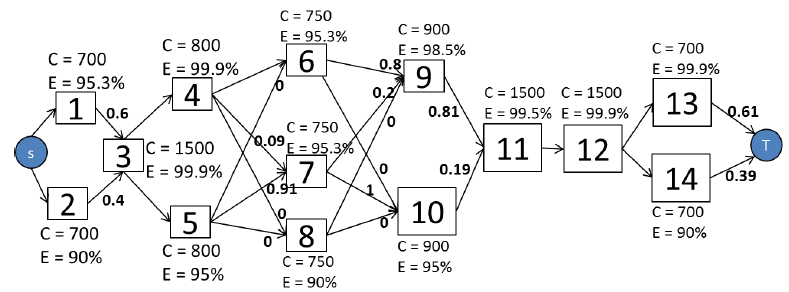 C = 700
E = 95.3%
1
0.6
s
2
0.4
C = 700
E = 90%
3
C = 1500
E = 99.9%
C = 800
E = 99.9%
4
5
C = 800
E = 95%
C = 750
E = 95.3%
6
0
0.09
C = 750
E = 95.3%
7
0.91
0
8
0
C = 750
E = 90%
C = 900
E = 98.5%
0.8
9
0.2
0
0
1
10
0
C = 900
E = 95%
0.81
0.19
C = 1500
E = 99.5%
11
C = 1500
E = 99.9%
12
C = 700
E = 99.9%
13
0.61
T
14
0.39
C = 700
E = 90%